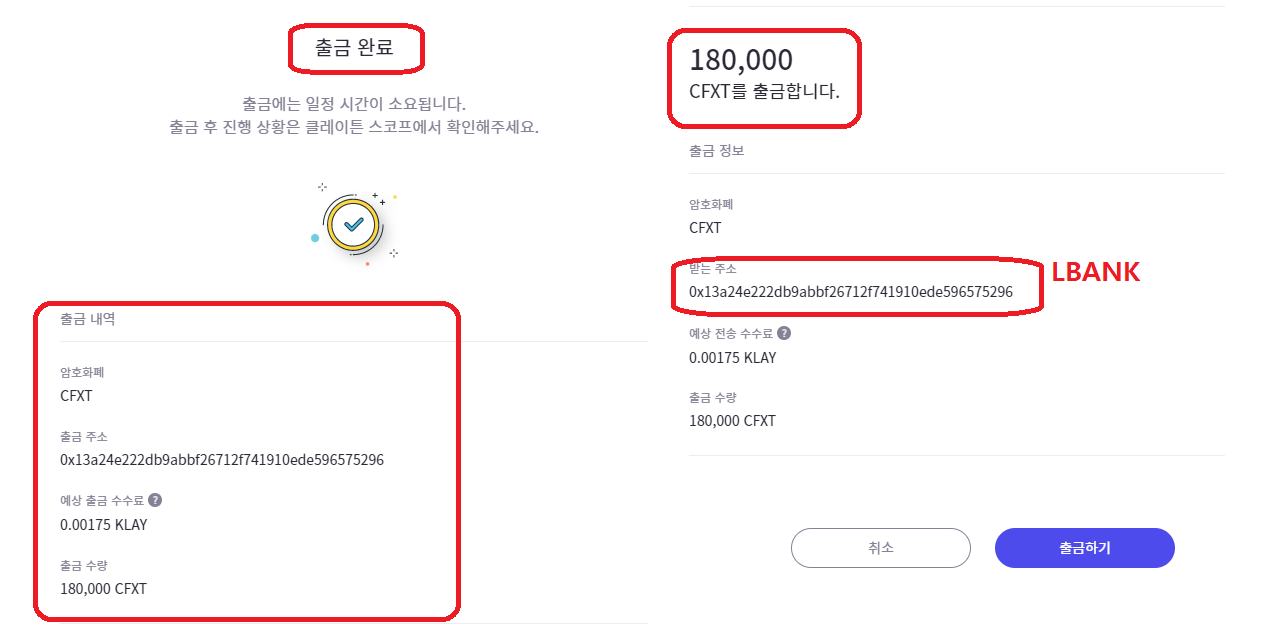 출금 완료
출금에는 일정 시간이 소요됩니다.
출금 후 진행 상황은 클레이튼 스코프에서 확인해주세요.
출금 내역
암호화폐
CFXT
출금 주소
0x13a24e222db9abbf26712f741910ede596575296
예상 출금 수수료 ?
0.00175 KLAY
출금 수량
180,000 CFXT
180,000
CFXT를 출금합니다.
출금 정보
암호화폐
CFXT
받는 주소
0x13a24e222db9abbf26712f741910ede596575296
LBANK
예상 전송 수수료 ?
0.00175 KLAY
출금 수량
180,000 CFXT
취소
출금하기